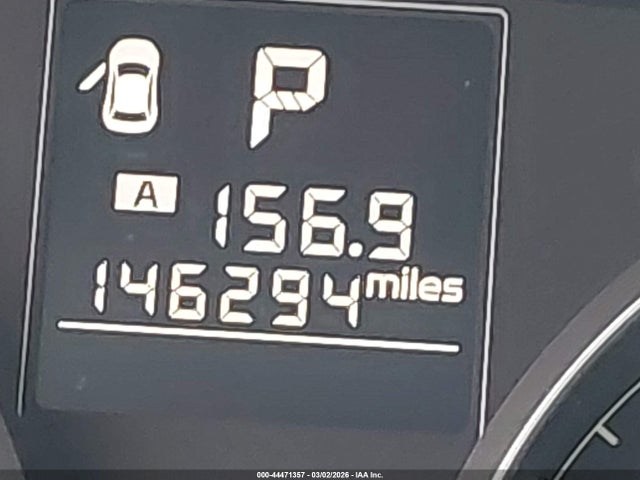 P
A 156.9
146294 miles
000-44471357 - 03/02/2026 - IAA Inc.